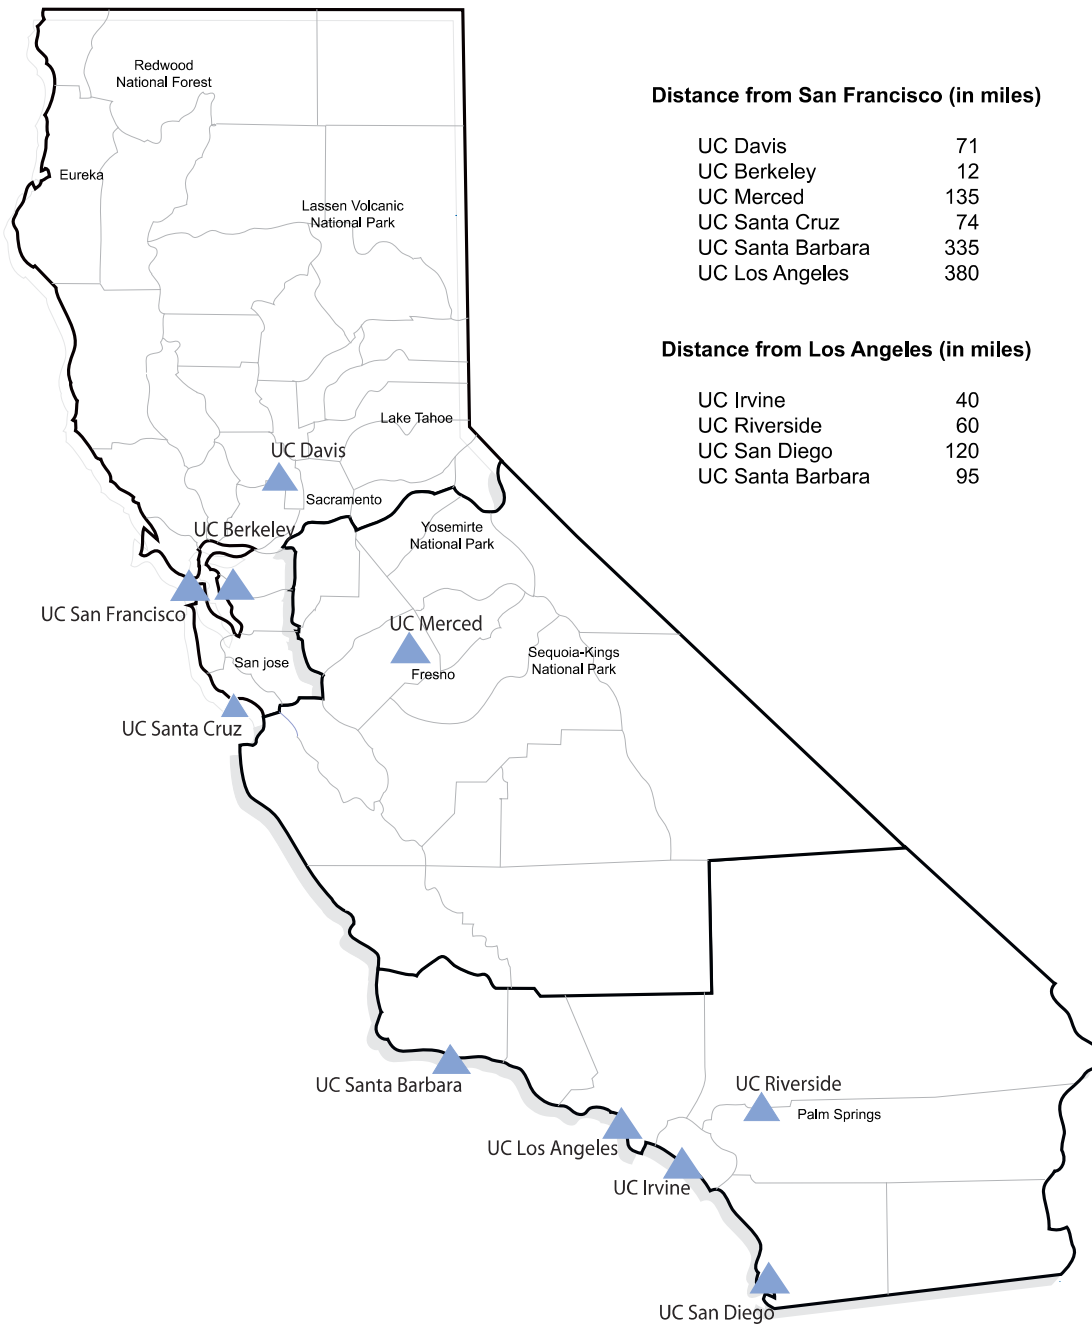 Redwood
National Forest
Eureka
Lassen Volcanic
National Park
Lake Tahoe
UC Davis
Sacramento
UC Berkeley
Yosemirte
National Park
UC San Francisco
UC Merced
San jose
Fresno
Sequoia-Kings
National Park
UC Santa Cruz
UC Santa Barbara
UC Riverside
Palm Springs
UC Los Angeles
UC Irvine
UC San Diego
Distance from San Francisco (in miles)
UC Davis 71
UC Berkeley 12
UC Merced 135
UC Santa Cruz 74
UC Santa Barbara 335
UC Los Angeles 380
Distance from Los Angeles (in miles)
UC Irvine 40
UC Riverside 60
UC San Diego 120
UC Santa Barbara 95